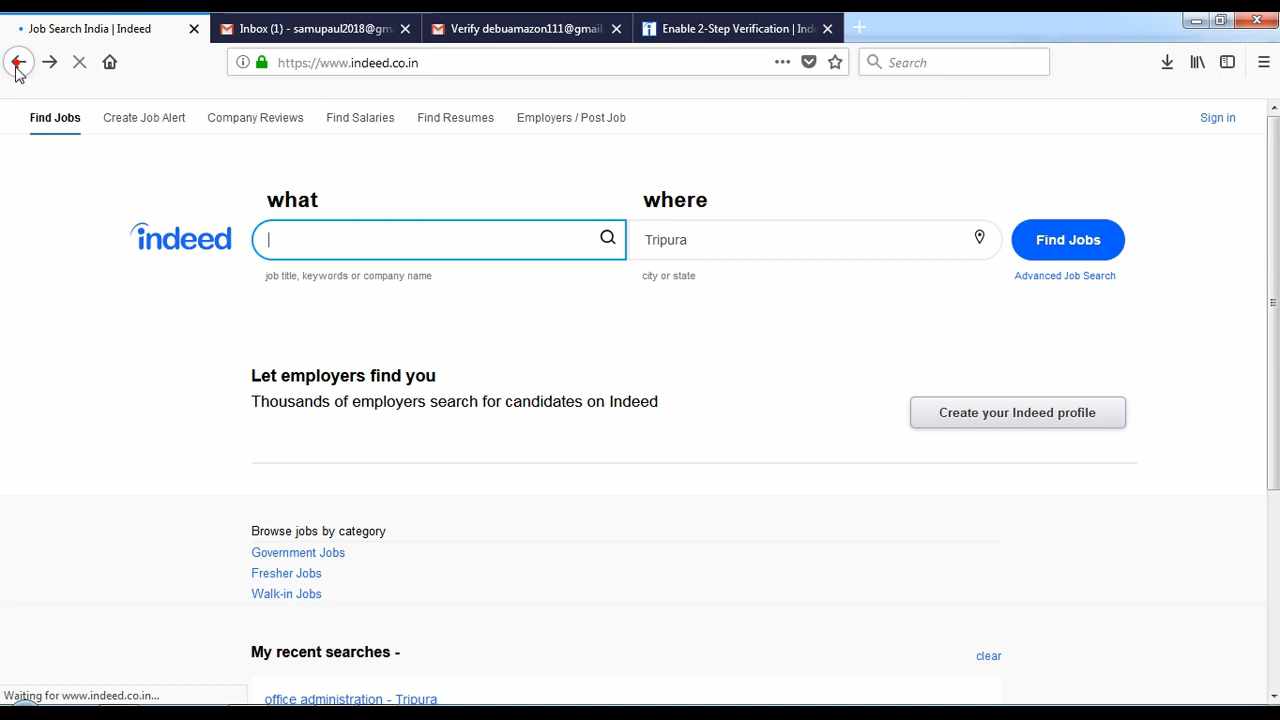 Job Search India | Indeed
Inbox (1) - samupaul2018@gm
Verify debuamazon111@gmail.
Enable 2-Step Verification | Ind
https://www.indeed.co.in
Search
Find Jobs
Create Job Alert
Company Reviews
Find Salaries
Find Resumes
Employers / Post Job
Sign in
what
where
indeed
Tripura
Find Jobs
job title, keywords or company name
city or state
Advanced Job Search
Let employers find you
Thousands of employers search for candidates on Indeed
Create your Indeed profile
Browse jobs by category
Government Jobs
Fresher Jobs
Walk-in Jobs
My recent searches -
clear
office administration - Tripura
Waiting for www.indeed.co.in...